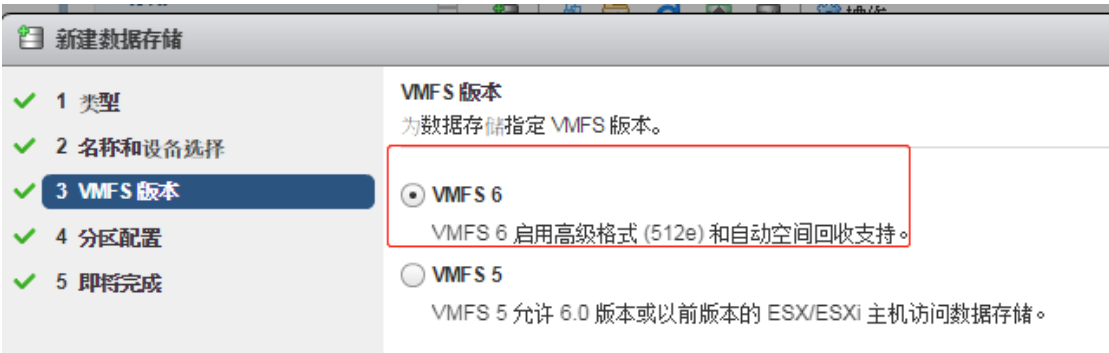 新建数据存储
1 类型
2 名称和设备选择
3 VMFS 版本
4 分区配置
5 即将完成
VMFS 版本
为数据存储指定 VMFS 版本。
VMFS 6
VMFS 6 启用高级格式 (512e) 和自动空间回收支持。
VMFS 5
VMFS 5 允许 6.0 版本或以前版本的 ESX/ESXi 主机访问数据存储。